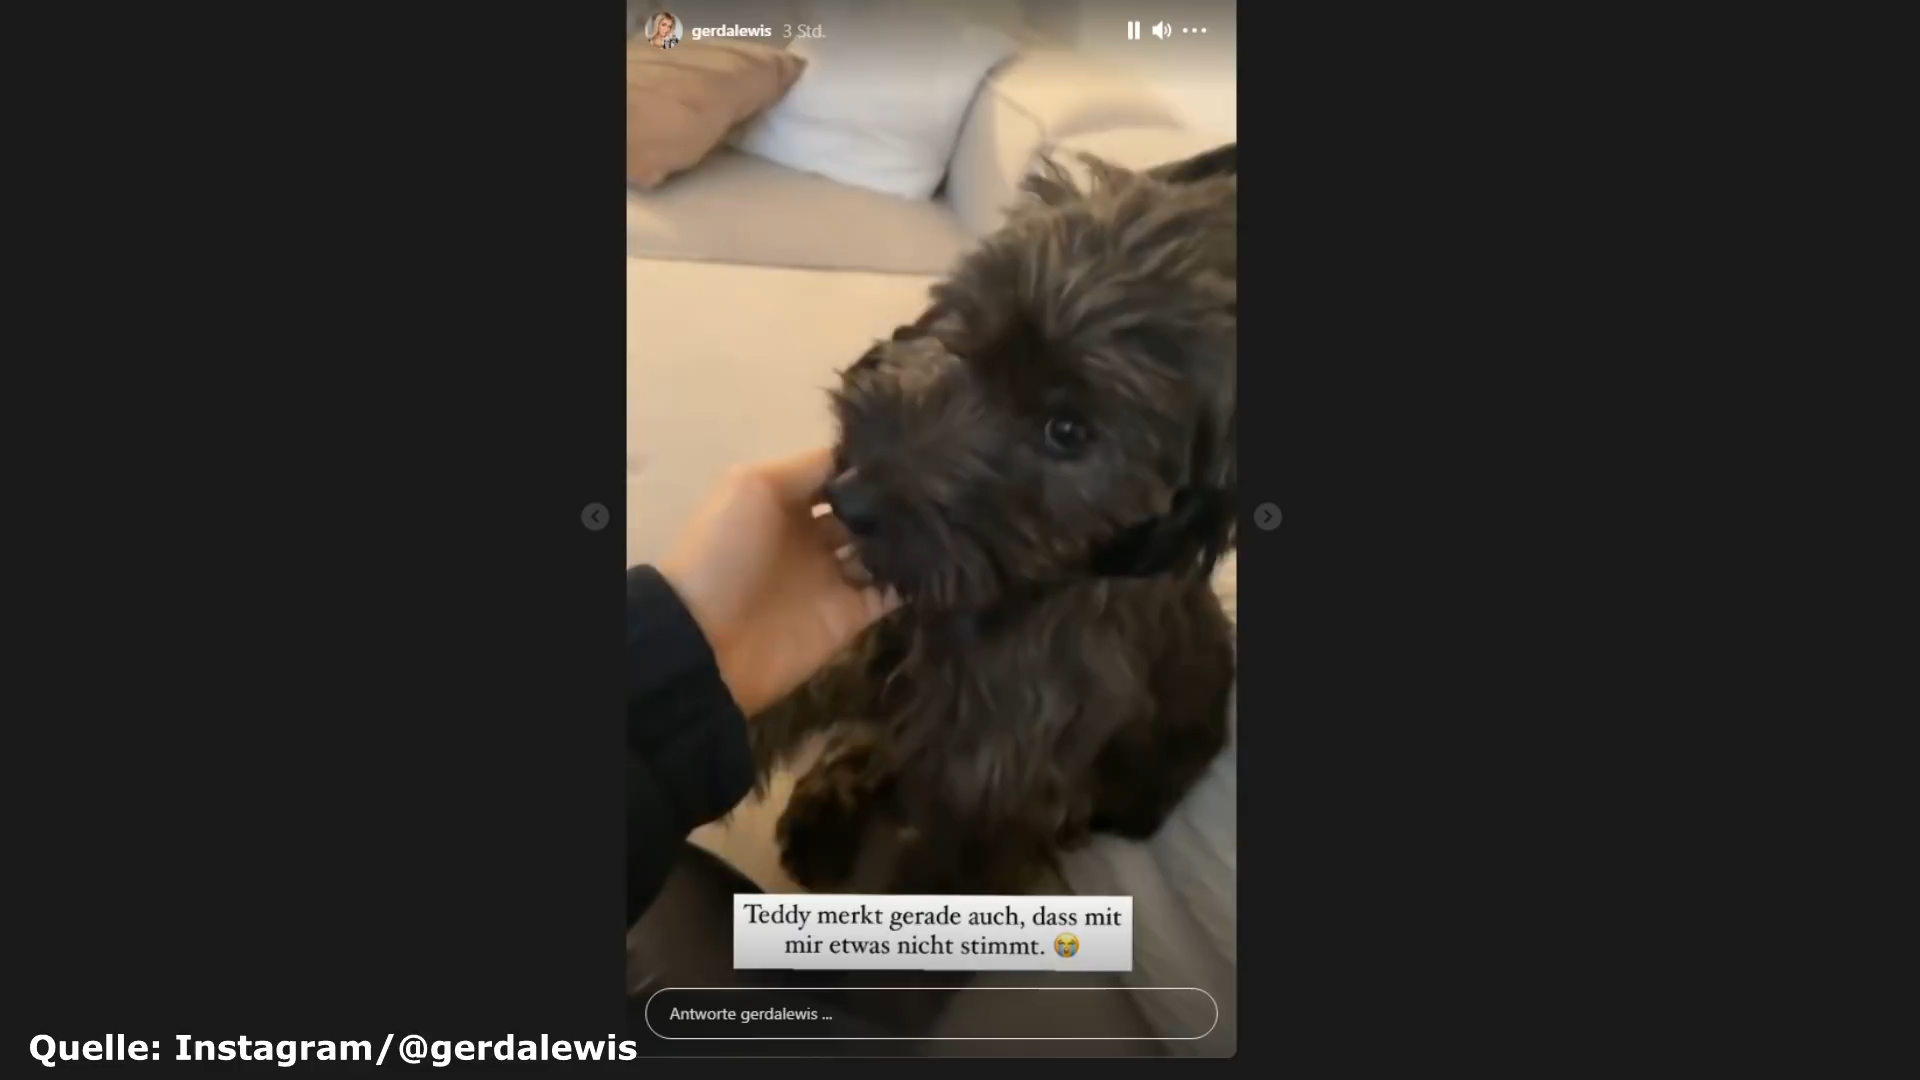 gerdalewis 3 Std.
Teddy merkt gerade auch, dass mit
mir etwas nicht stimmt. 😭
Antworte gerdalewis ...
Quelle: Instagram/@gerdalewis